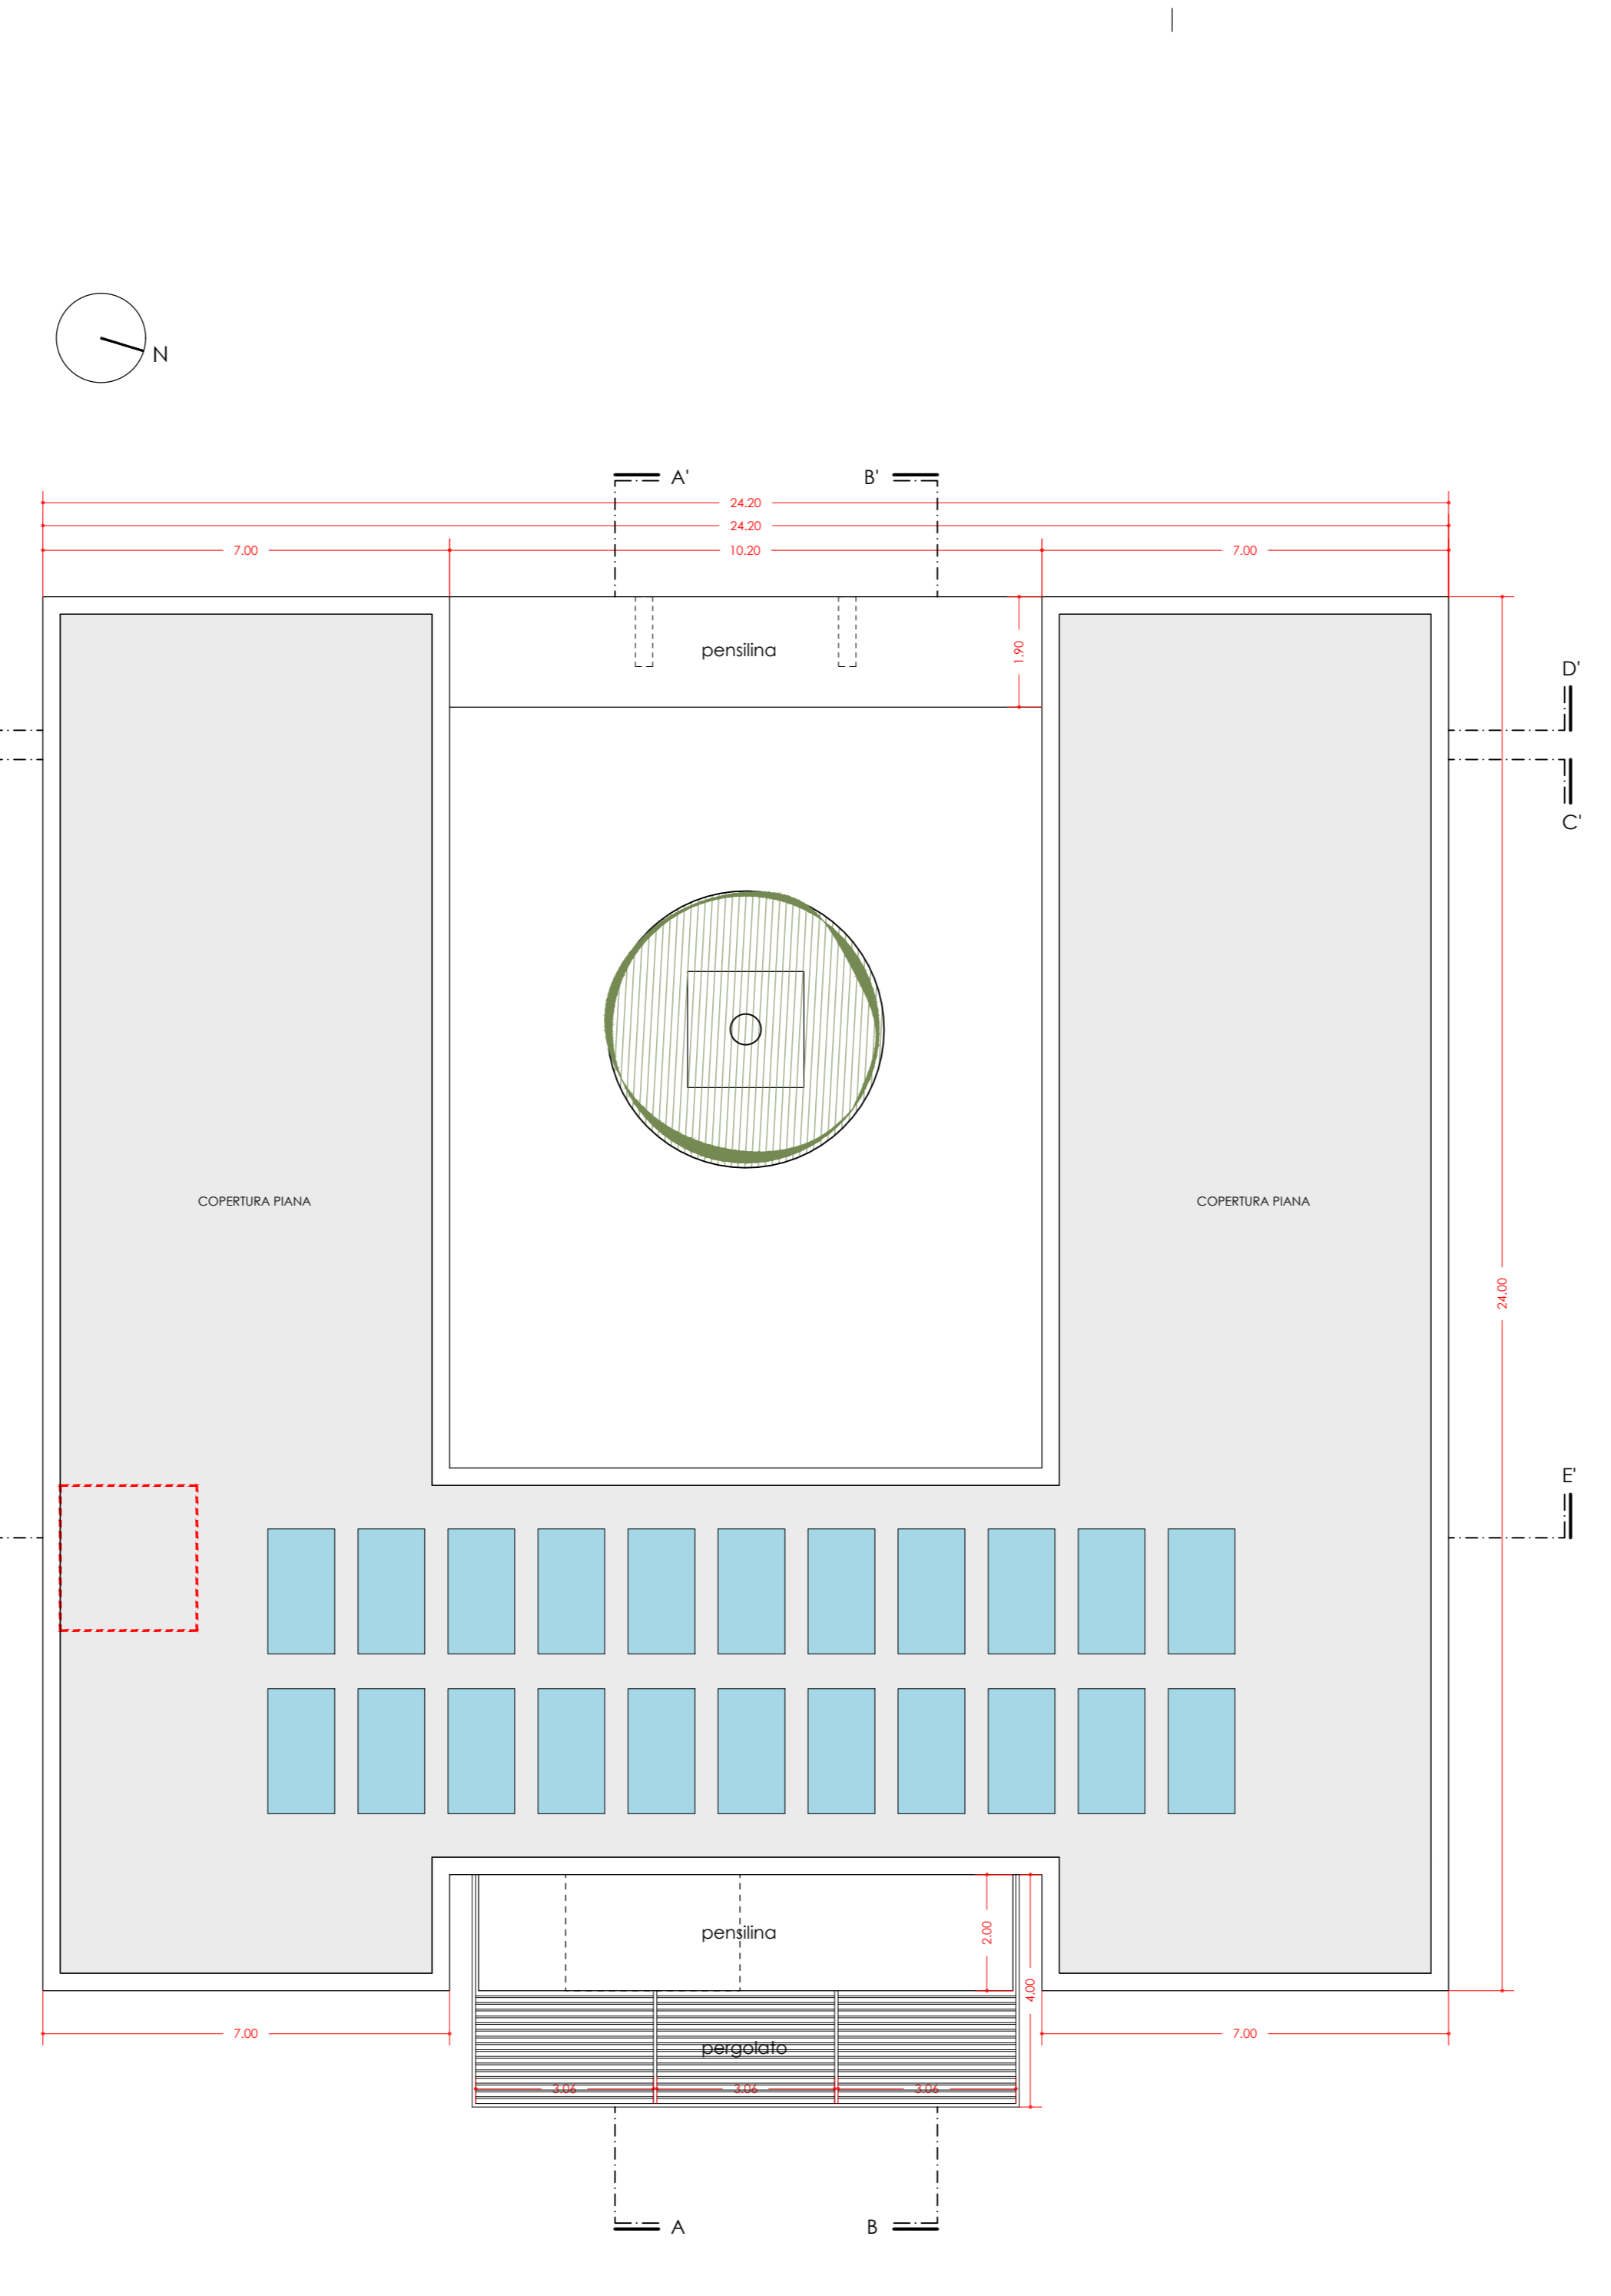 N
A'
B'
24.20
24.20
7.00
10.20
7.00
pensilina
1.90
D'
C'
COPERTURA PIANA
COPERTURA PIANA
24.00
E'
pensilina
2.00
4.00
7.00
7.00
pergolato
3.06
3.06
3.06
A
B